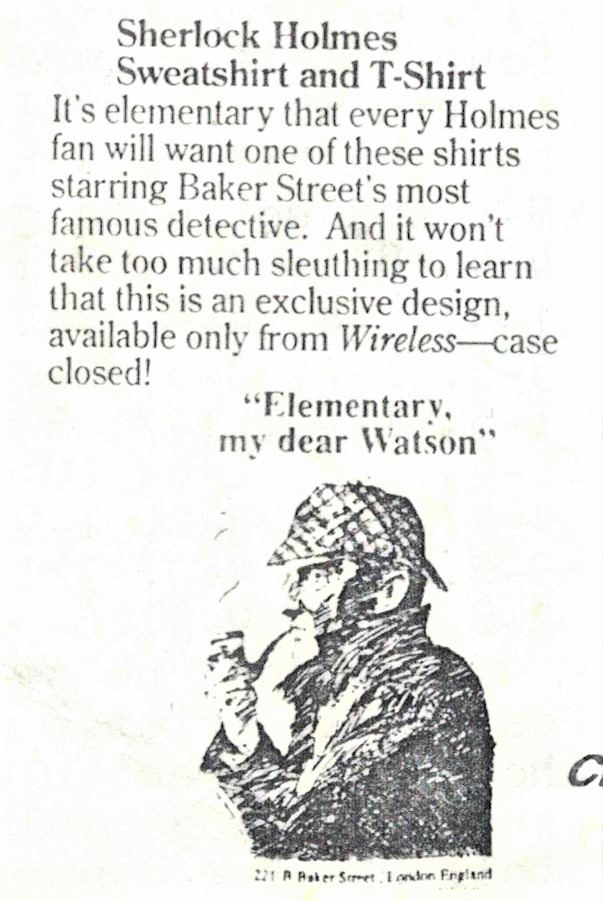 Sherlock Holmes
Sweatshirt and T-Shirt
It's elementary that every Holmes
fan will want one of these shirts
starring Baker Street's most
famous detective. And it won't
take too much sleuthing to learn
that this is an exclusive design,
available only from Wireless—case
closed!
“Elementary,
my dear Watson”
221 B Baker Street, London England